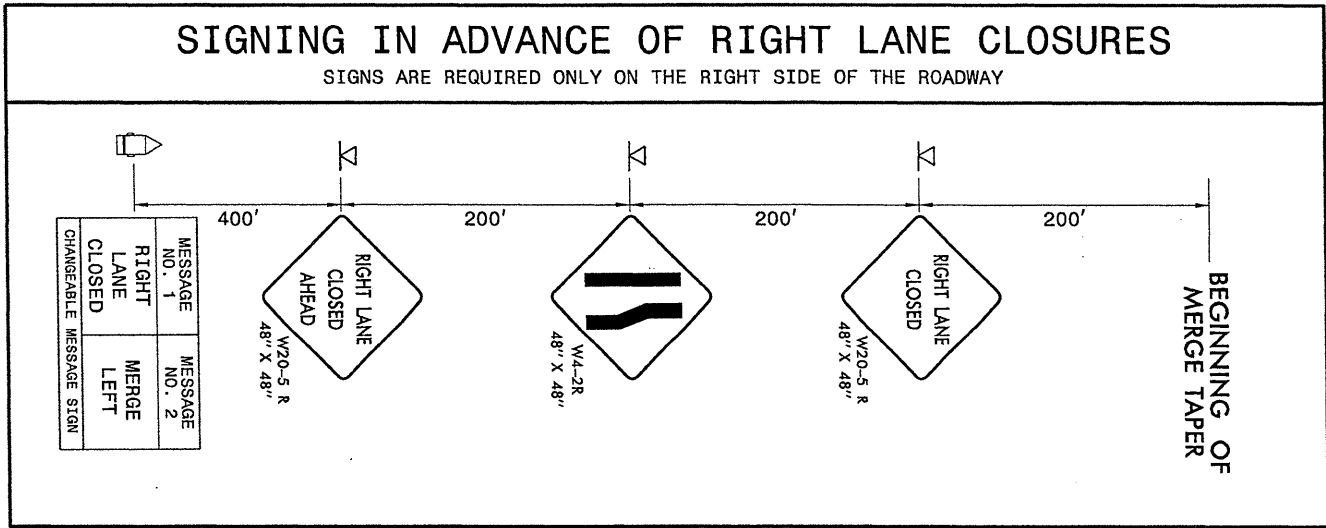 SIGNING IN ADVANCE OF RIGHT LANE CLOSURES
SIGNS ARE REQUIRED ONLY ON THE RIGHT SIDE OF THE ROADWAY
400'
200'
200'
200'
MESSAGE
NO. 1
RIGHT
LANE
CLOSED
MESSAGE
NO. 2
MERGE
LEFT
CHANGEABLE MESSAGE SIGN
RIGHT LANE
CLOSED
AHEAD
W20-5 R
48" X 48"
W4-2R
48" X 48"
RIGHT LANE
CLOSED
W20-5 R
48" X 48"
BEGINNING OF
MERGE TAPER